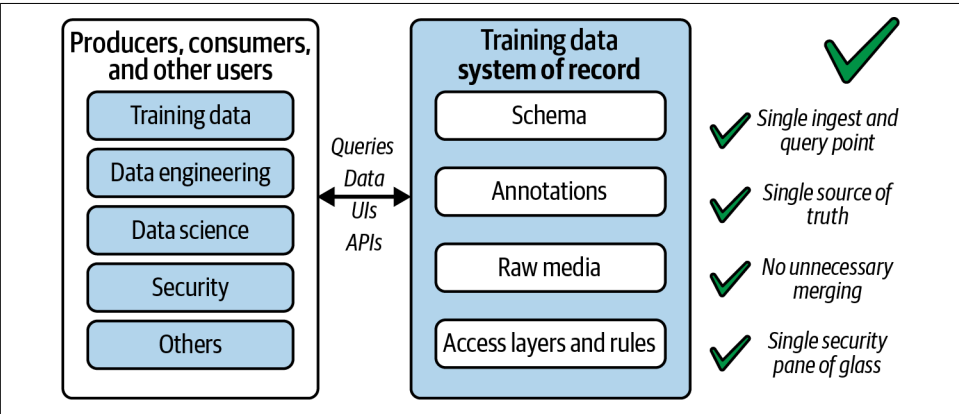 Producers, consumers,
and other users
Training data
Data engineering
Data science
Security
Others
Queries
Data
UIs
APIs
Training data
system of record
Schema
Annotations
Raw media
Access layers and rules
Single ingest and
query point
Single source of
truth
No unnecessary
merging
Single security
pane of glass